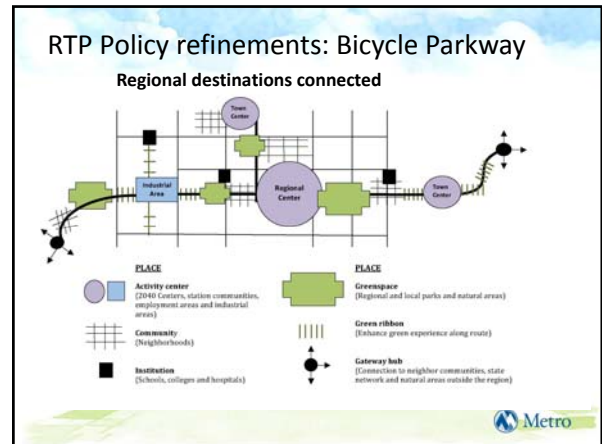 RTP Policy refinements: Bicycle Parkway
Regional destinations connected
Town
Center
Industrial
Area
Regional
Center
Town
Center
PLACE
Activity center
(2040 Centers, station communities,
employment areas and industrial
areas)
Community
(Neighborhoods)
Institution
(Schools, colleges and hospitals)
PLACE
Greenspace
(Regional and local parks and natural areas)
Green ribbon
(Enhance green experience along route)
Gateway hub
(Connection to neighbor communities, state
network and natural areas outside the region)
Metro